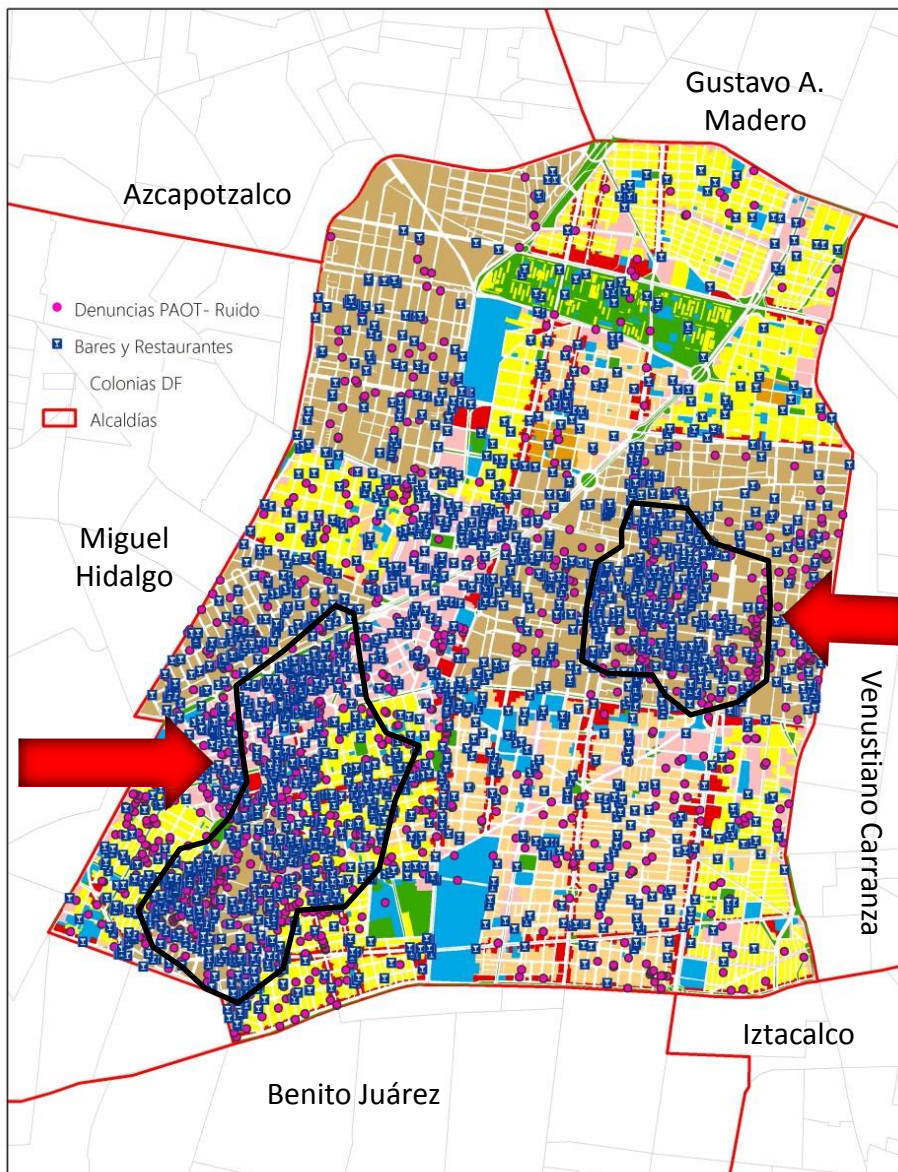 Gustavo A.
Madero
Azcapotzalco
Denuncias PAOT- Ruido
Bares y Restaurantes
Colonias DF
Alcaldías
Miguel
Hidalgo
Venustiano Carranza
Iztacalco
Benito Juárez